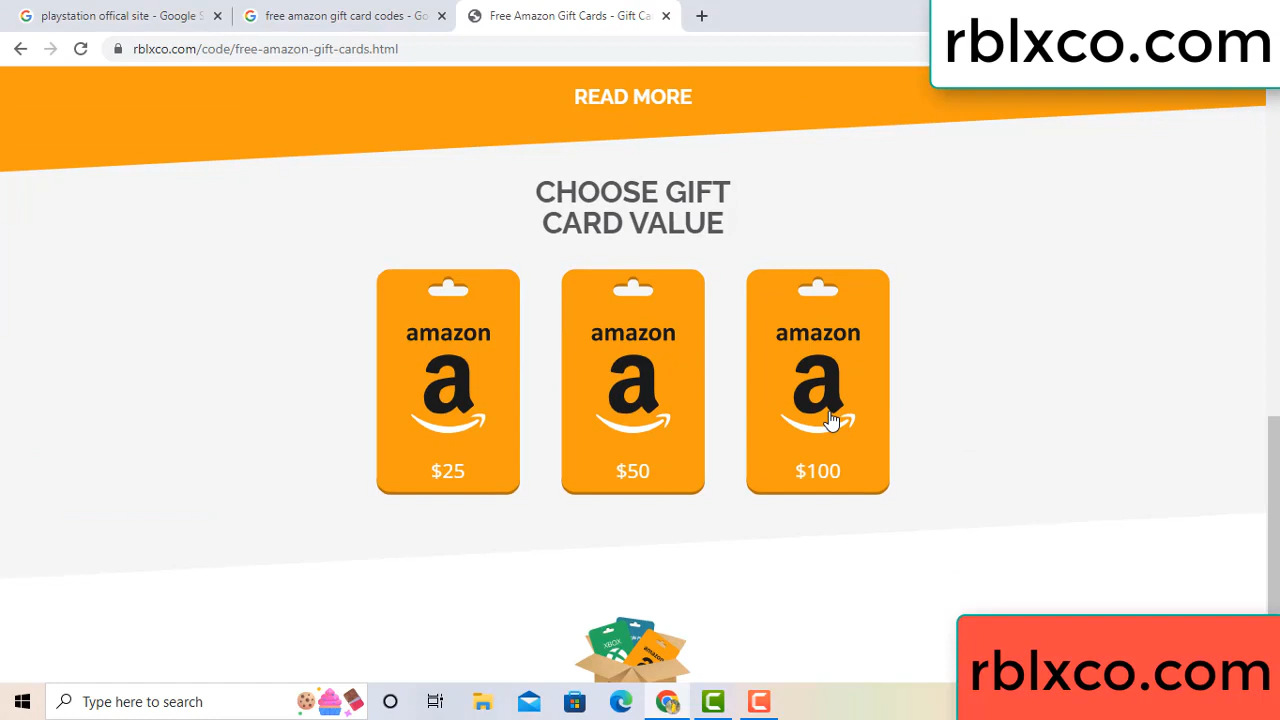 playstation offical site - Google S
free amazon gift card codes - Go
Free Amazon Gift Cards - Gift Ca
rblxco.com/code/free-amazon-gift-cards.html
rblxco.com
READ MORE
CHOOSE GIFT
CARD VALUE
amazon
a
$25
amazon
a
$50
amazon
a
$100
XBOX
amazon
rblxco.com
Type here to search